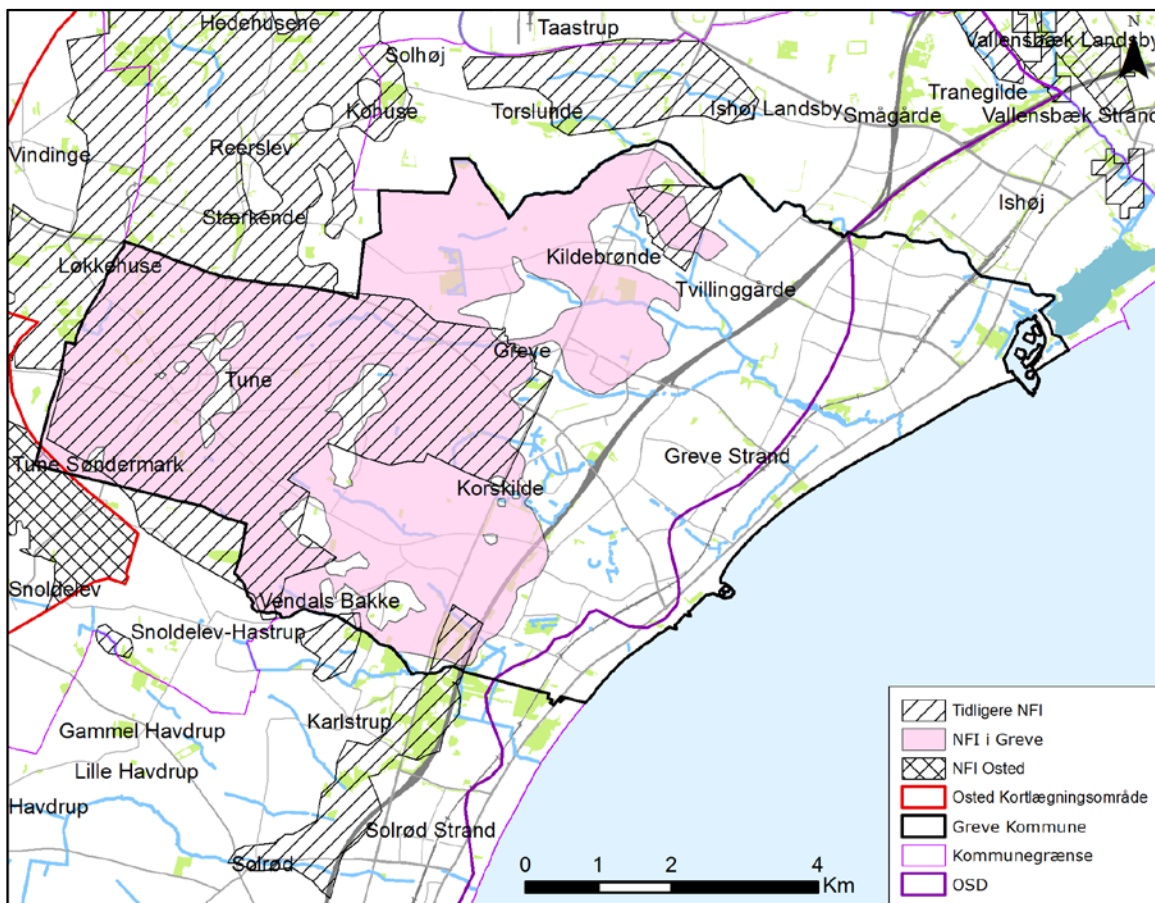 Hedehusene
Taastrup
N
Solhøj
Vallensbæk Landsby
Kohuse
Torslunde
Ishøj Landsby
Tranegilde
Smågårde
Vallensbæk Strand
Vindinge
Reerslev
Stærkende
Ishøj
Løkkehuse
Kildebrønde
Tvillinggårde
Greve
Tune
Greve Strand
Tune Søndermark
Korskilde
Snoldelev
Vendals Bakke
Snoldelev-Hastrup
Karlstrup
Gammel Havdrup
Lille Havdrup
Havdrup
Solrød Strand
Solrød
0 1 2 4
Km
Tidligere NFI
NFI i Greve
NFI Osted
Osted Kortlægningsområde
Greve Kommune
Kommunegrænse
OSD